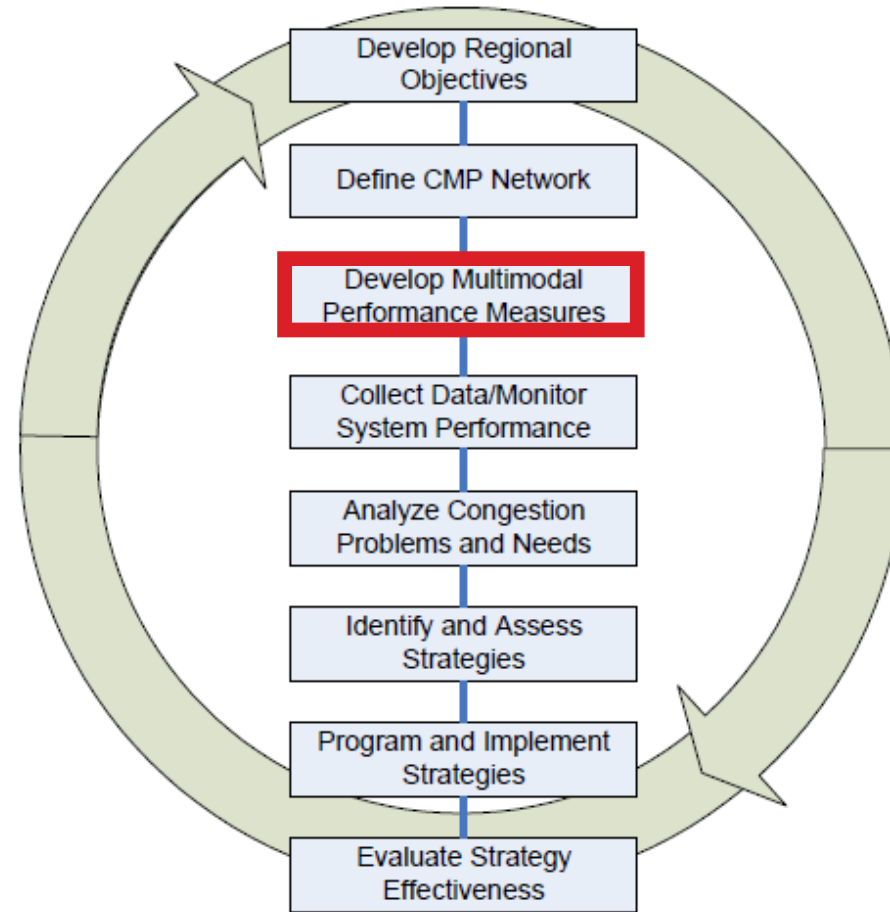 Develop Regional
Objectives
Define CMP Network
Develop Multimodal
Performance Measures
Collect Data/Monitor
System Performance
Analyze Congestion
Problems and Needs
Identify and Assess
Strategies
Program and Implement
Strategies
Evaluate Strategy
Effectiveness